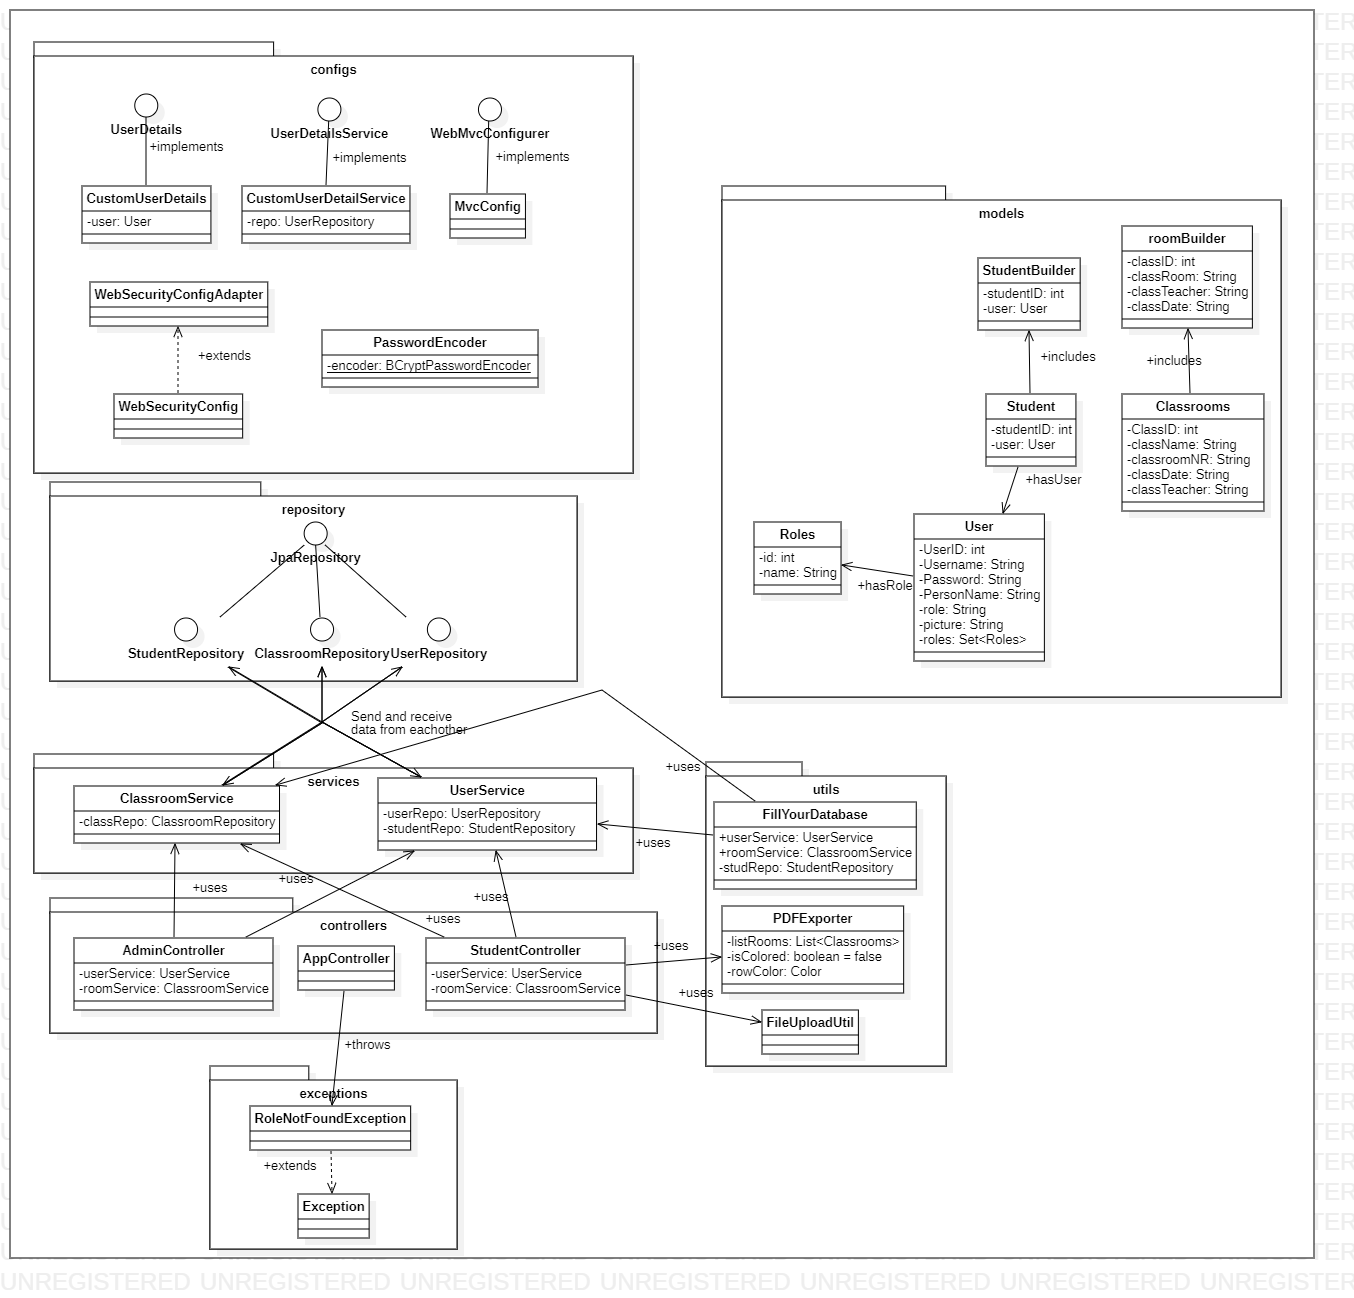 configs
UserDetails
+implements
UserDetailsService
+implements
WebMvcConfigurer
+implements
CustomUserDetails
-user: User
CustomUserDetailService
-repo: UserRepository
MvcConfig
WebSecurityConfigAdapter
+extends
WebSecurityConfig
PasswordEncoder
-encoder: BCryptPasswordEncoder
models
roomBuilder
-classID: int
-classRoom: String
-classTeacher: String
-classDate: String
StudentBuilder
-studentID: int
-user: User
+includes
+includes
Student
-studentID: int
-user: User
Classrooms
-ClassID: int
-className: String
-classroomNR: String
-classDate: String
-classTeacher: String
+hasUser
Roles
-id: int
-name: String
+hasRole
User
-UserID: int
-Username: String
-Password: String
-PersonName: String
-role: String
-picture: String
-roles: Set<Roles>
repository
JpaRepository
StudentRepository
ClassroomRepository
UserRepository
Send and receive
data from eachother
services
ClassroomService
-classRepo: ClassroomRepository
UserService
-userRepo: UserRepository
-studentRepo: StudentRepository
+uses
+uses
utils
FillYourDatabase
+userService: UserService
+roomService: ClassroomService
-studRepo: StudentRepository
PDFExporter
-listRooms: List<Classrooms>
-isColored: boolean = false
-rowColor: Color
FileUploadUtil
+uses
+uses
+uses
+uses
+uses
+uses
controllers
AdminController
-userService: UserService
-roomService: ClassroomService
AppController
StudentController
-userService: UserService
-roomService: ClassroomService
+throws
exceptions
RoleNotFoundException
+extends
Exception
UNREGISTERED UNREGISTERED UNREGISTERED UNREGISTERED UNREGISTERED UNREGISTERED UNREGISTER